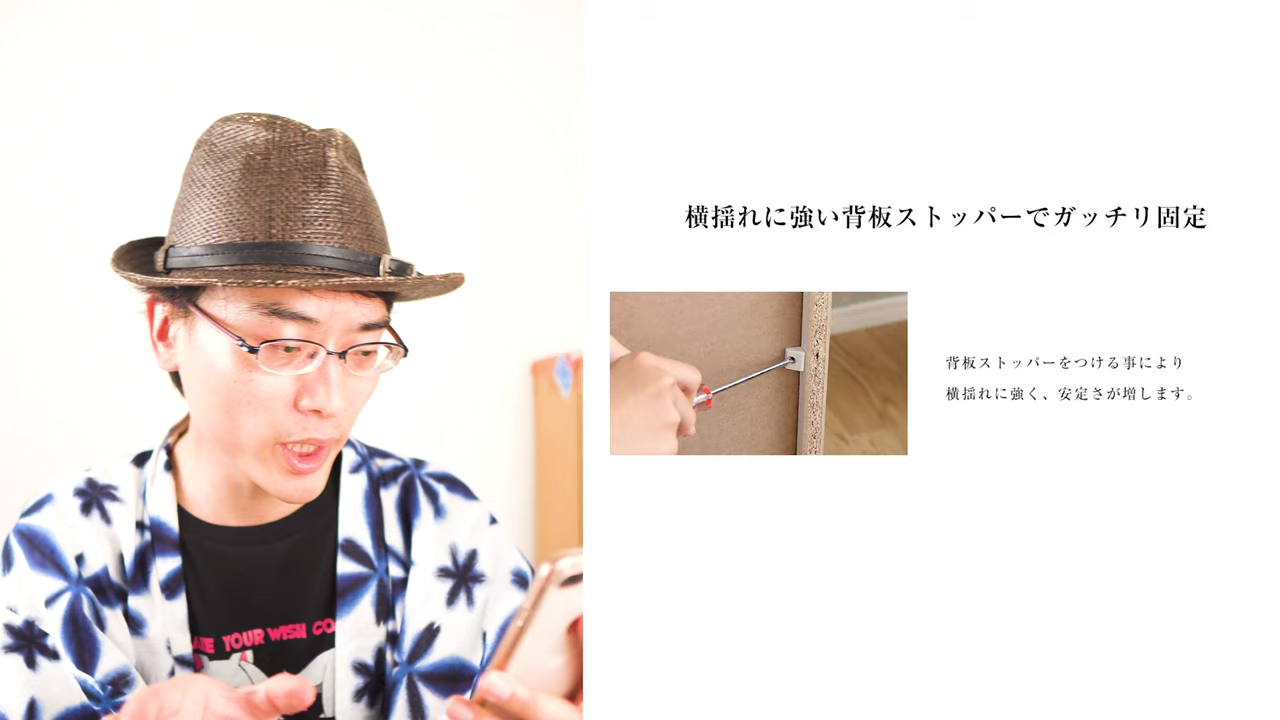 横揺れに強い背板ストッパーでガッチリ固定
背板ストッパーをつける事により
横揺れに強く、安定さが増します。
YOUR WISH